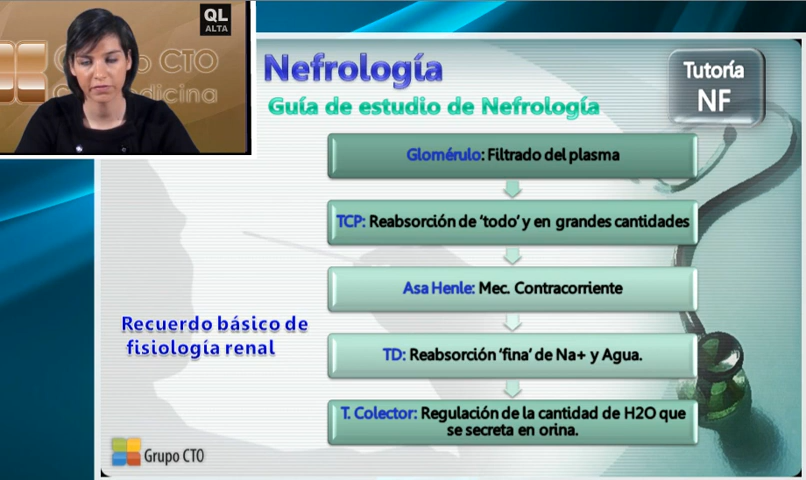 QL
ALTA
Grupo CTO
Medicina
Nefrología
Guía de estudio de Nefrología
Tutoría
NF
Glomérulo: Filtrado del plasma
TCP: Reabsorción de ‘todo’ y en grandes cantidades
Asa Henle: Mec. Contracorriente
Recuerdo básico de
fisiología renal
TD: Reabsorción ‘fina’ de Na+ y Agua.
T. Colector: Regulación de la cantidad de H2O que
se secreta en orina.
Grupo CTO